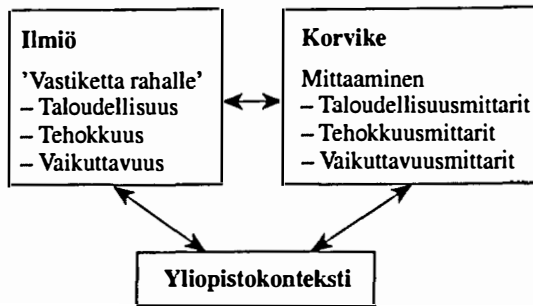 Ilmiö
'Vastiketta rahalle'
– Taloudellisuus
– Tehokkuus
– Vaikuttavuus
Korvike
Mittaaminen
– Taloudellisuusmittarit
– Tehokkuusmittarit
– Vaikuttavuusmittarit
Yliopistokonteksti